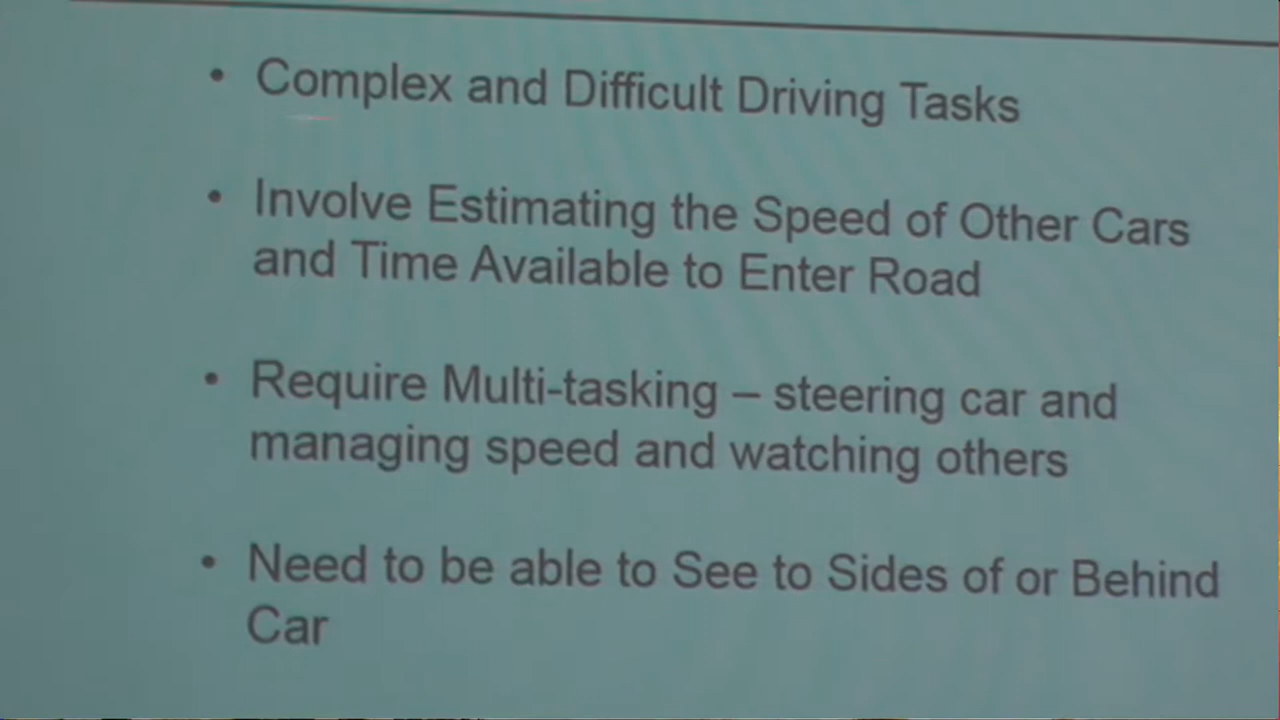 • Complex and Difficult Driving Tasks
• Involve Estimating the Speed of Other Cars
and Time Available to Enter Road
• Require Multi-tasking – steering car and
managing speed and watching others
• Need to be able to See to Sides of or Behind
Car